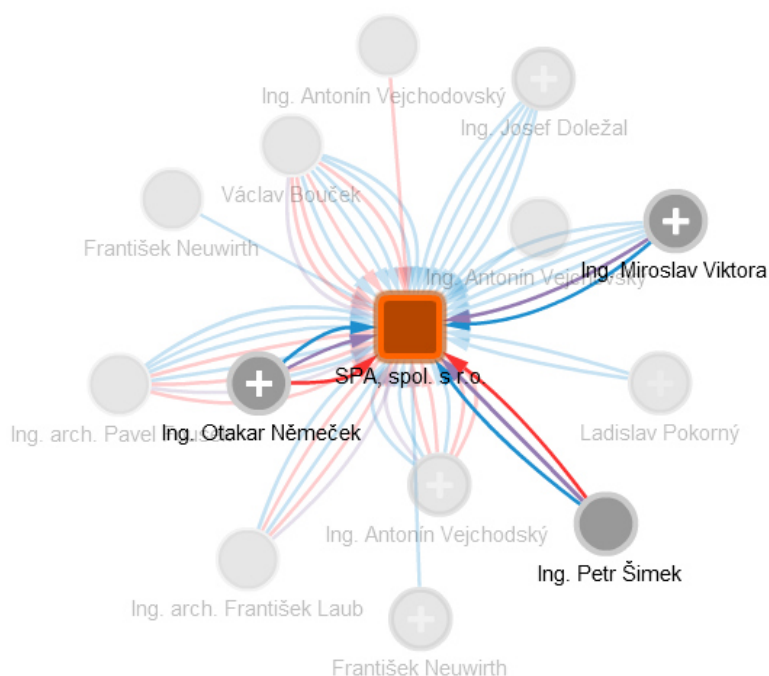 Ing. Antonín Vejchodovský
Ing. Josef Doležal
Václav Bouček
František Neuwirth
Ing. Antonín Vejchovský
Ing. Miroslav Viktora
SPA, spol. s r.o.
Ing. arch. Pavel
Ing. Otakar Němeček
Ladislav Pokorný
Ing. Antonín Vejchodský
Ing. Petr Šimek
Ing. arch. František Laub
František Neuwirth